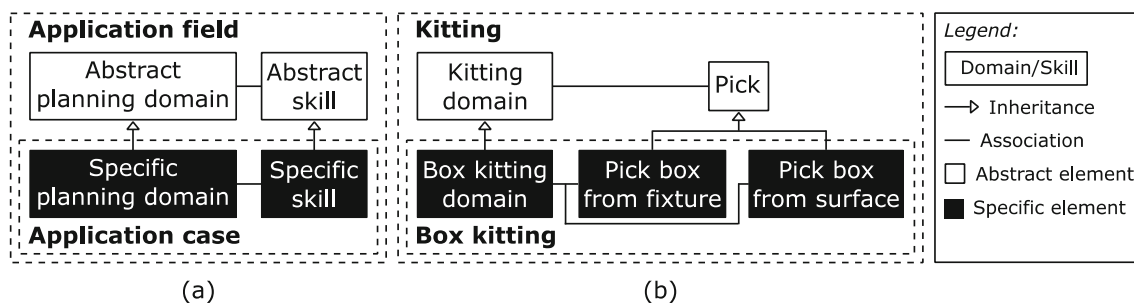 Application field
Abstract
planning domain
Abstract
skill
Specific
planning domain
Specific
skill
Application case
(a)
Kitting
Kitting
domain
Pick
Box kitting
domain
Pick box
from fixture
Pick box
from surface
Box kitting
(b)
Legend:
Domain/Skill
Inheritance
Association
Abstract element
Specific element